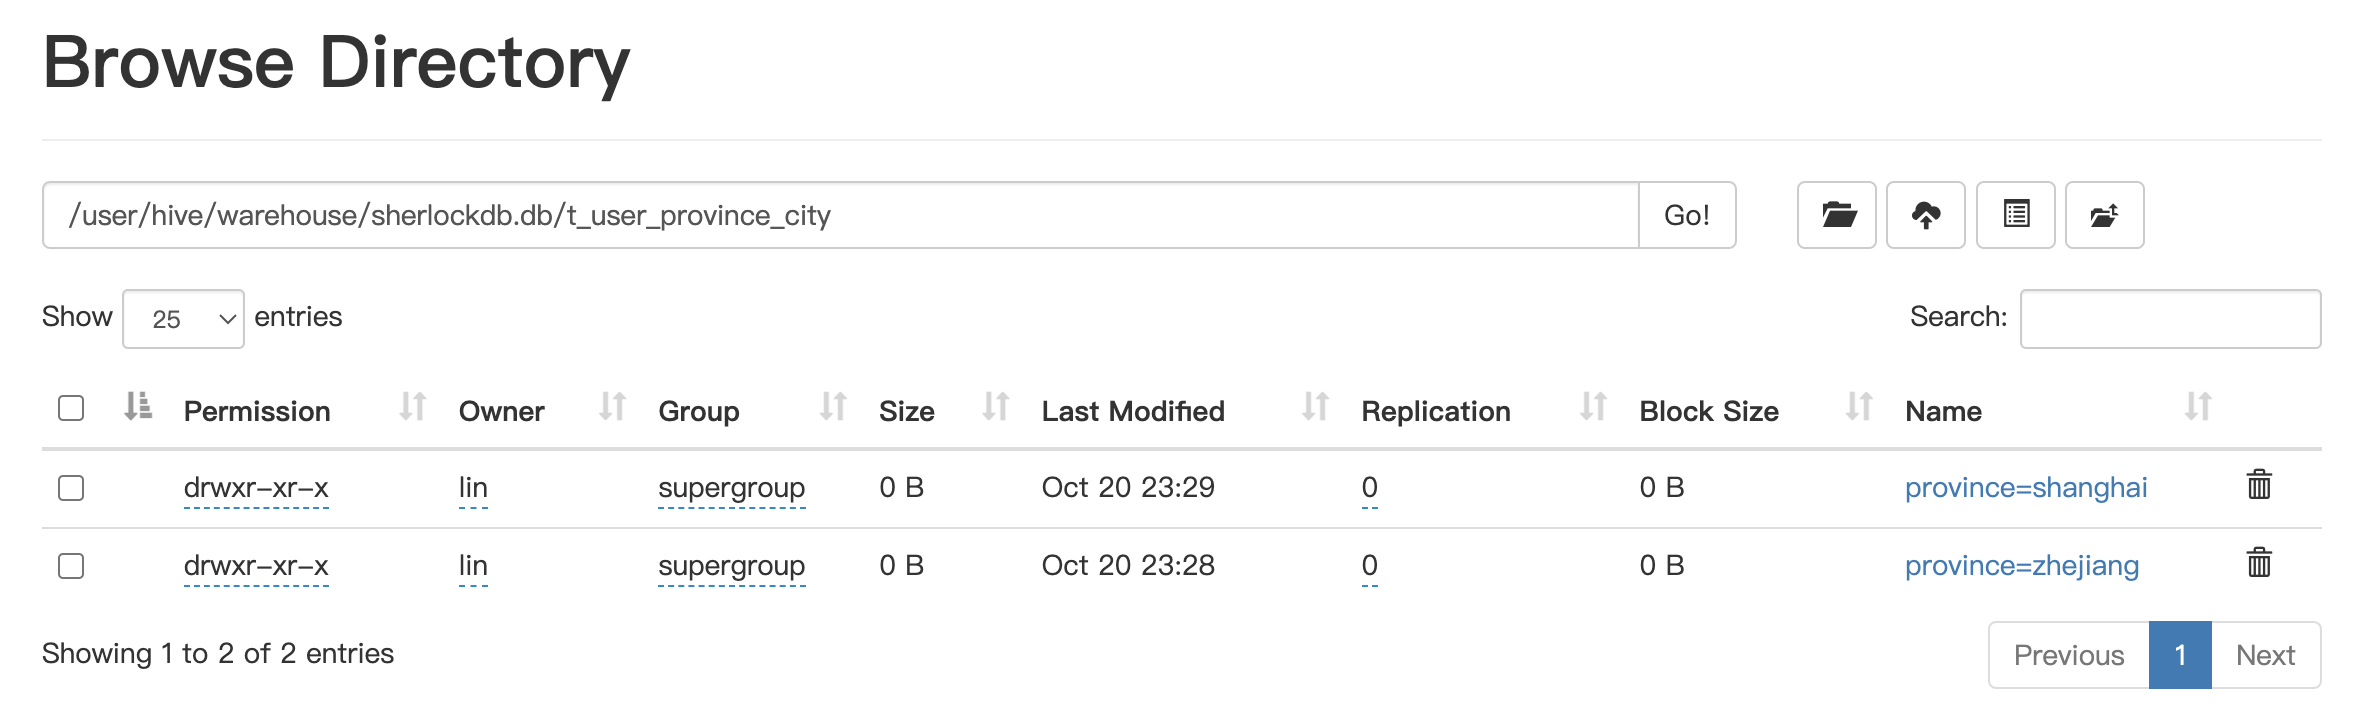 Browse Directory
/user/hive/warehouse/sherlockdb.db/t_user_province_city Go!
Show 25 entries Search:
Permission Owner Group Size Last Modified Replication Block Size Name
drwxr-xr-x lin supergroup 0 B Oct 20 23:29 0 0 B province=shanghai
drwxr-xr-x lin supergroup 0 B Oct 20 23:28 0 0 B province=zhejiang
Showing 1 to 2 of 2 entries Previous 1 Next